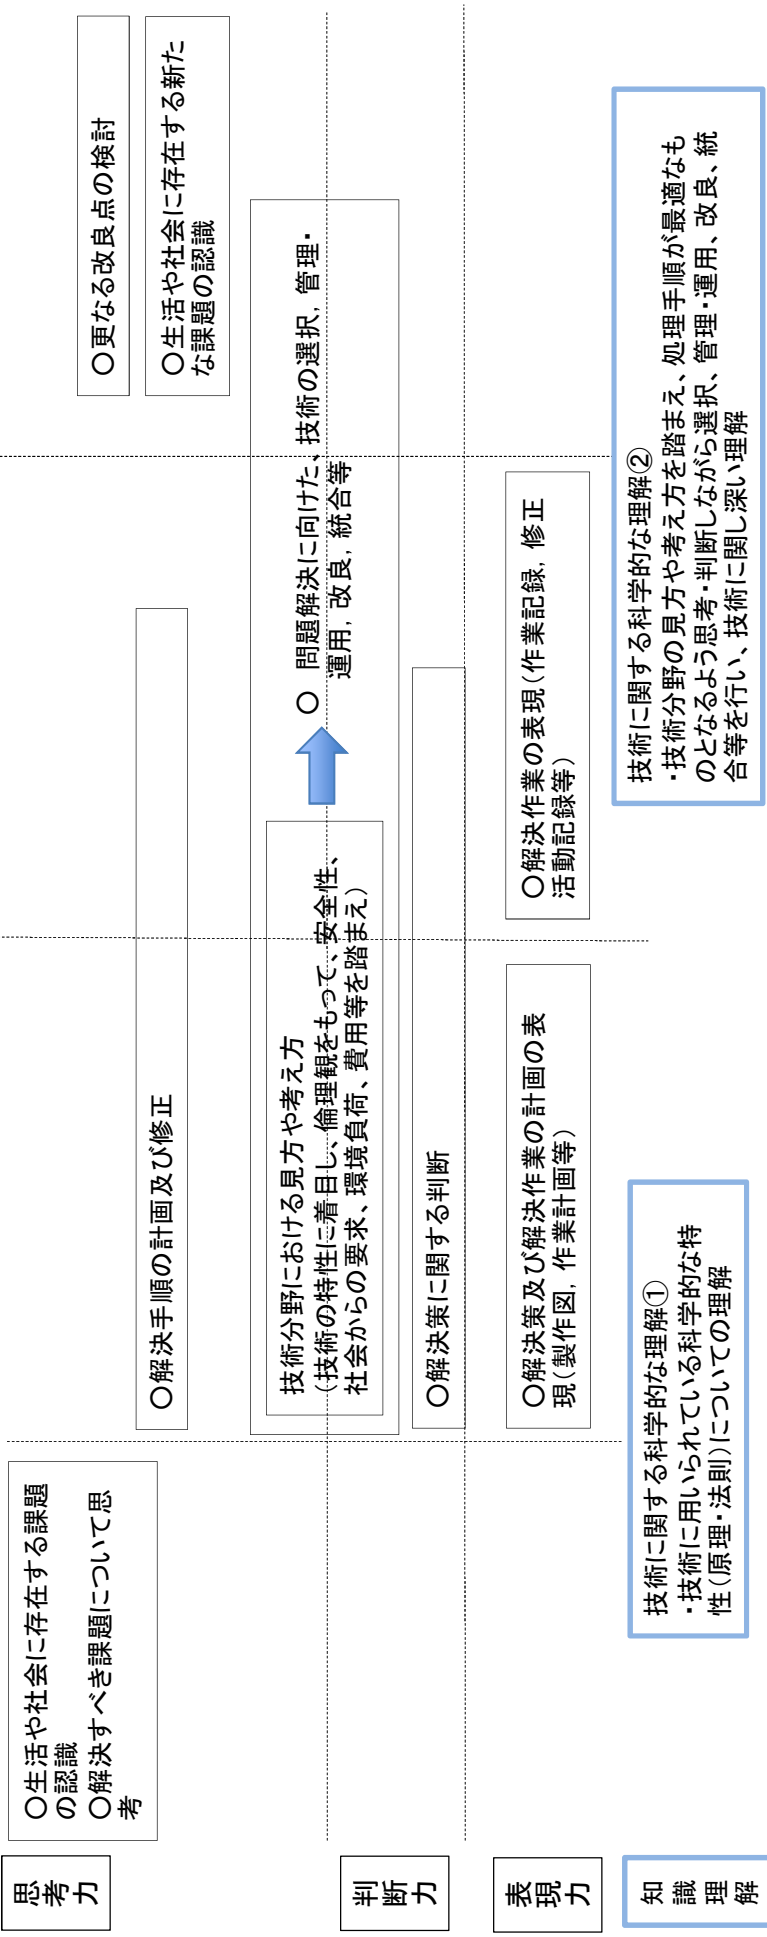 思考力
〇生活や社会に存在する課題
の認識
〇解決すべき課題について思
考
〇解決手順の計画及び修正
〇更なる改良点の検討
〇生活や社会に存在する新た
な課題の認識
判断力
技術分野における見方や考え方
（技術の特性に着目し、倫理観をもって、安全性、
社会からの要求、環境負荷、費用等を踏まえ）
〇 問題解決に向けた、技術の選択，管理・
運用，改良，統合等
〇解決策に関する判断
表現力
〇解決策及び解決作業の計画の表
現（製作図，作業計画等）
〇解決作業の表現（作業記録，修正
活動記録等）
知識理解
技術に関する科学的な理解①
・技術に用いられている科学的な特
性（原理・法則）についての理解
技術に関する科学的な理解②
・技術分野の見方や考え方を踏まえ、処理手順が最適なも
のとなるよう思考・判断しながら選択、管理・運用、改良、統
合等を行い、技術に関し深い理解